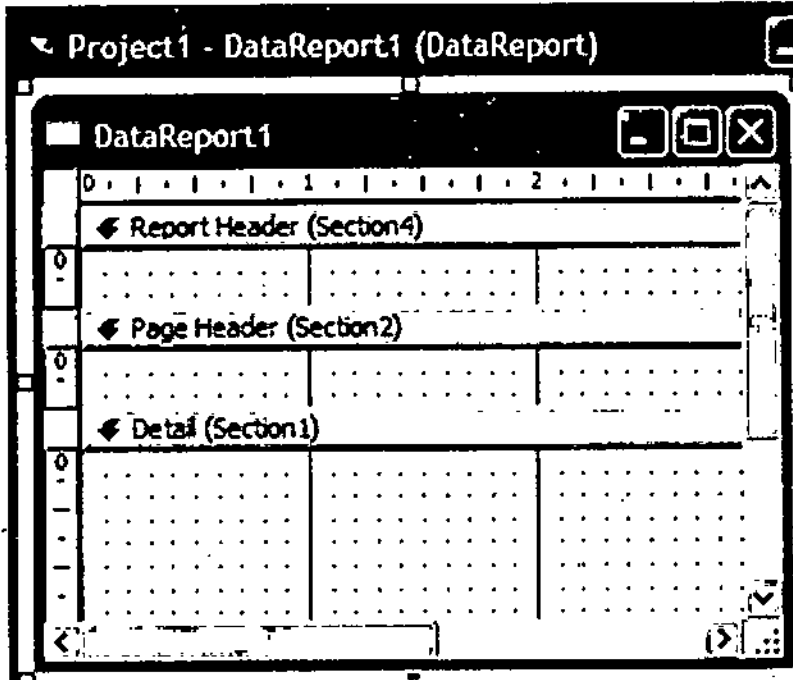 Project1 - DataReport1 (DataReport)
DataReport1
0 1 2
Report Header (Section4)
0
Page Header (Section2)
0
Detail (Section1)
0